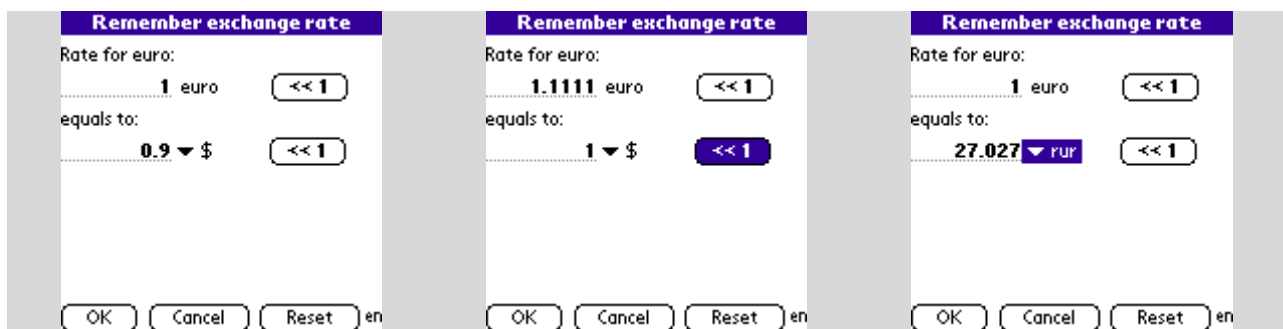 Remember exchange rate
Rate for euro:
1 euro << 1
equals to:
0.9 $ << 1
OK Cancel Reset en
Remember exchange rate
Rate for euro:
1.1111 euro << 1
equals to:
1 $ << 1
OK Cancel Reset en
Remember exchange rate
Rate for euro:
1 euro << 1
equals to:
27.027 rur << 1
OK Cancel Reset en